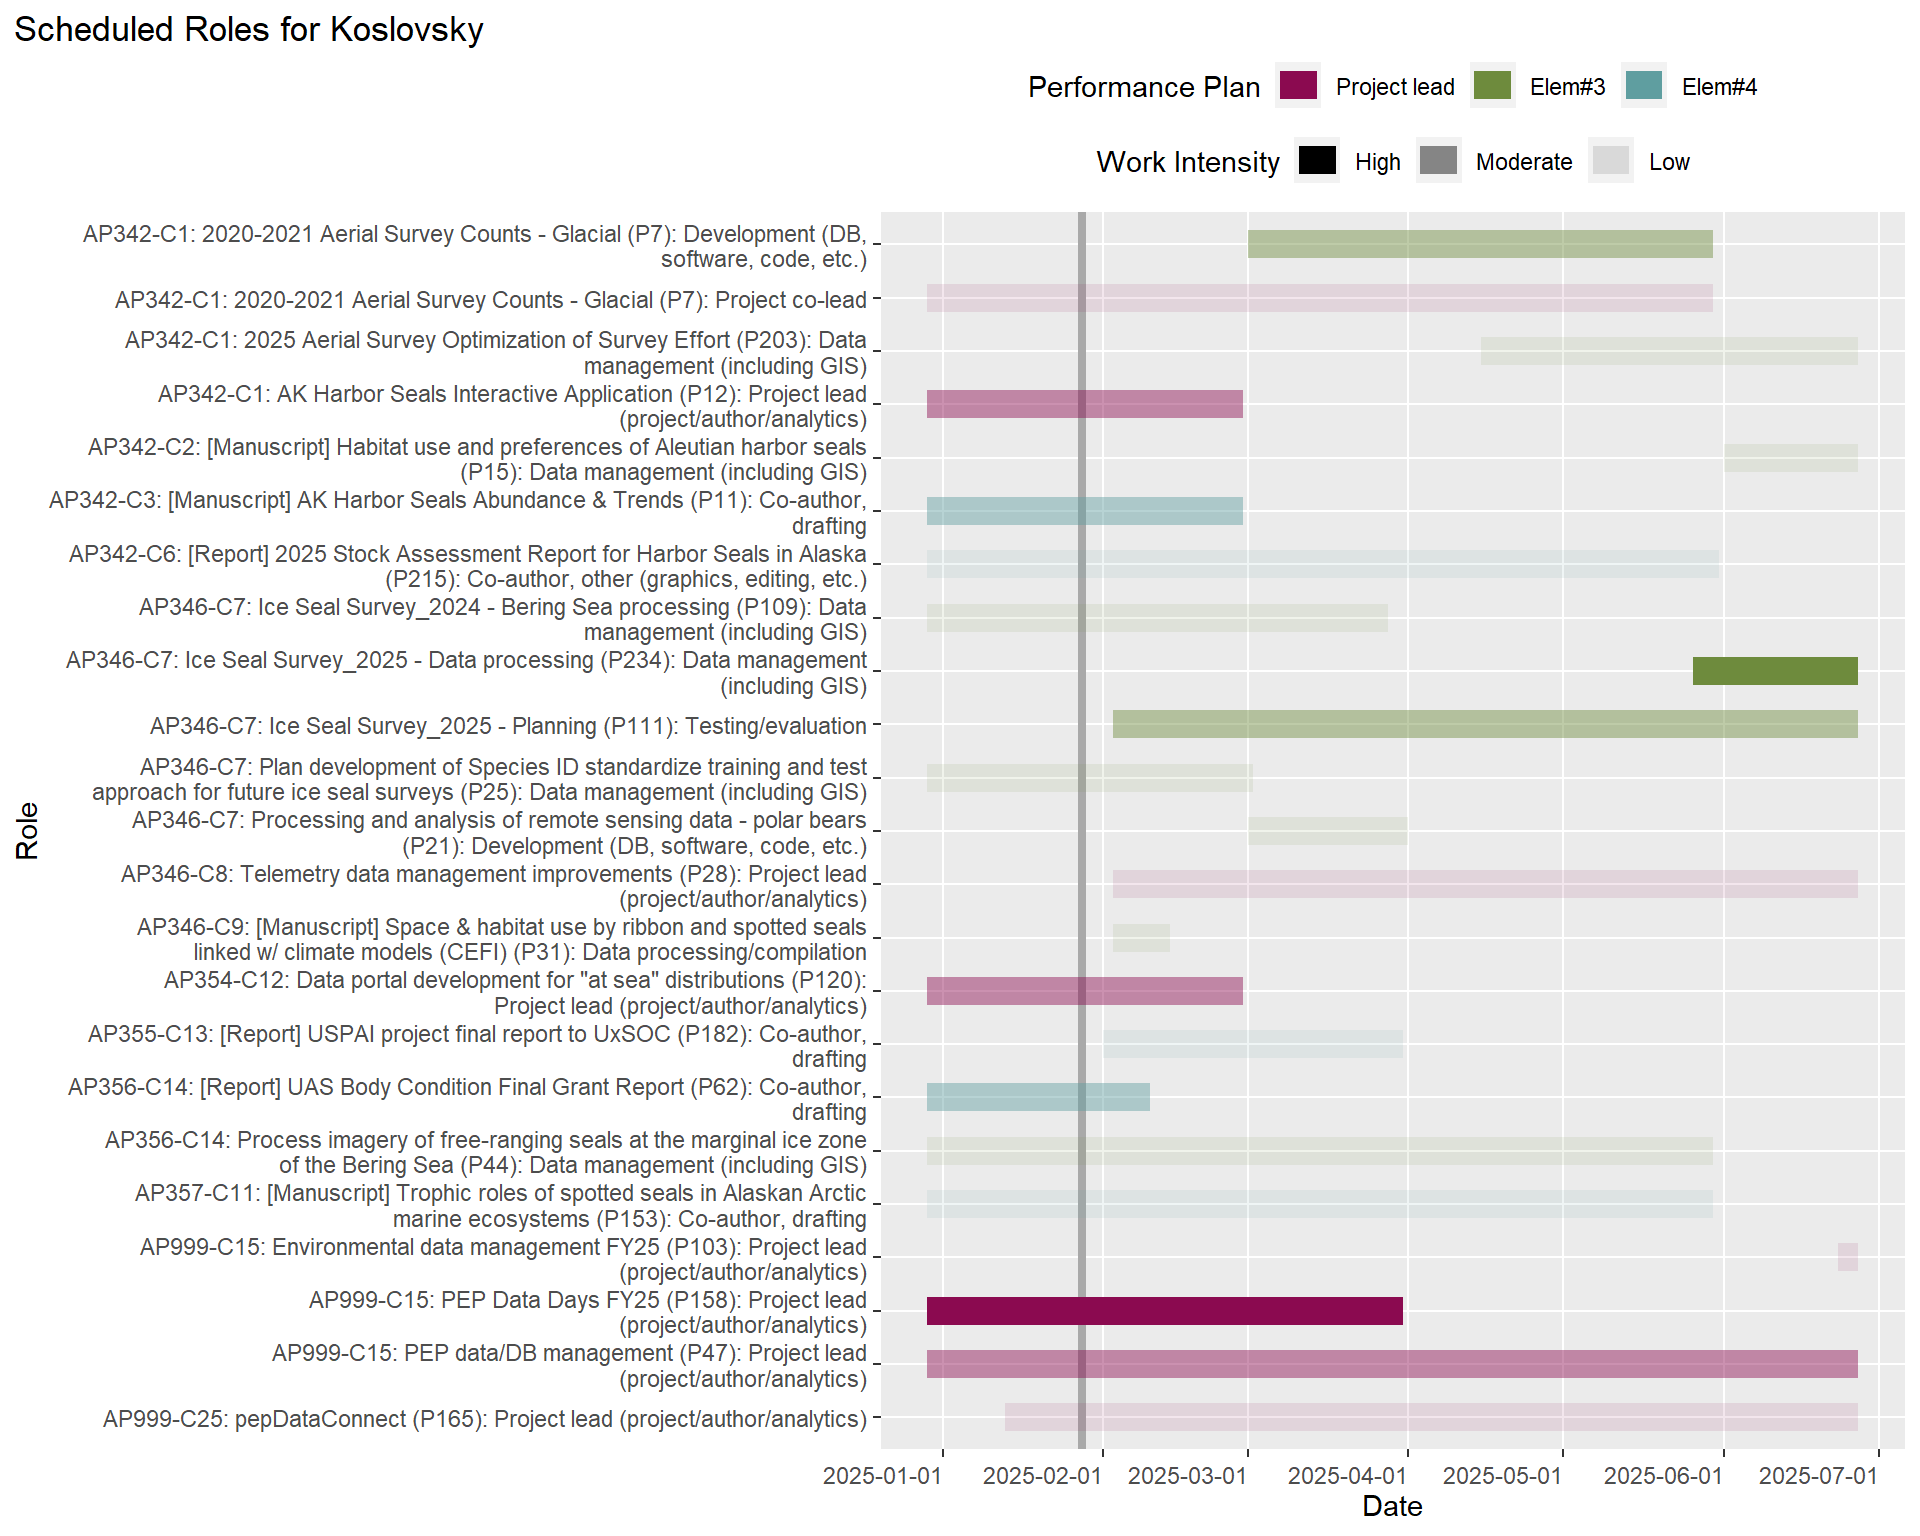 Scheduled Roles for Koslovsky
Performance Plan Project lead Elem#3 Elem#4
Work Intensity High Moderate Low
AP342-C1: 2020-2021 Aerial Survey Counts - Glacial (P7): Development (DB,
software, code, etc.)
AP342-C1: 2020-2021 Aerial Survey Counts - Glacial (P7): Project co-lead
AP342-C1: 2025 Aerial Survey Optimization of Survey Effort (P203): Data
management (including GIS)
AP342-C1: AK Harbor Seals Interactive Application (P12): Project lead
(project/author/analytics)
AP342-C2: [Manuscript] Habitat use and preferences of Aleutian harbor seals
(P15): Data management (including GIS)
AP342-C3: [Manuscript] AK Harbor Seals Abundance & Trends (P11): Co-author,
drafting
AP342-C6: [Report] 2025 Stock Assessment Report for Harbor Seals in Alaska
(P215): Co-author, other (graphics, editing, etc.)
AP346-C7: Ice Seal Survey_2024 - Bering Sea processing (P109): Data
management (including GIS)
AP346-C7: Ice Seal Survey_2025 - Data processing (P234): Data management
(including GIS)
AP346-C7: Ice Seal Survey_2025 - Planning (P111): Testing/evaluation
AP346-C7: Plan development of Species ID standardize training and test
approach for future ice seal surveys (P25): Data management (including GIS)
AP346-C7: Processing and analysis of remote sensing data - polar bears
(P21): Development (DB, software, code, etc.)
AP346-C8: Telemetry data management improvements (P28): Project lead
(project/author/analytics)
AP346-C9: [Manuscript] Space & habitat use by ribbon and spotted seals
linked w/ climate models (CEFI) (P31): Data processing/compilation
AP354-C12: Data portal development for "at sea" distributions (P120):
Project lead (project/author/analytics)
AP355-C13: [Report] USPAI project final report to UxSOC (P182): Co-author,
drafting
AP356-C14: [Report] UAS Body Condition Final Grant Report (P62): Co-author,
drafting
AP356-C14: Process imagery of free-ranging seals at the marginal ice zone
of the Bering Sea (P44): Data management (including GIS)
AP357-C11: [Manuscript] Trophic roles of spotted seals in Alaskan Arctic
marine ecosystems (P153): Co-author, drafting
AP999-C15: Environmental data management FY25 (P103): Project lead
(project/author/analytics)
AP999-C15: PEP Data Days FY25 (P158): Project lead
(project/author/analytics)
AP999-C15: PEP data/DB management (P47): Project lead
(project/author/analytics)
AP999-C25: pepDataConnect (P165): Project lead (project/author/analytics)
Role
2025-01-01 2025-02-01 2025-03-01 2025-04-01 2025-05-01 2025-06-01 2025-07-01
Date